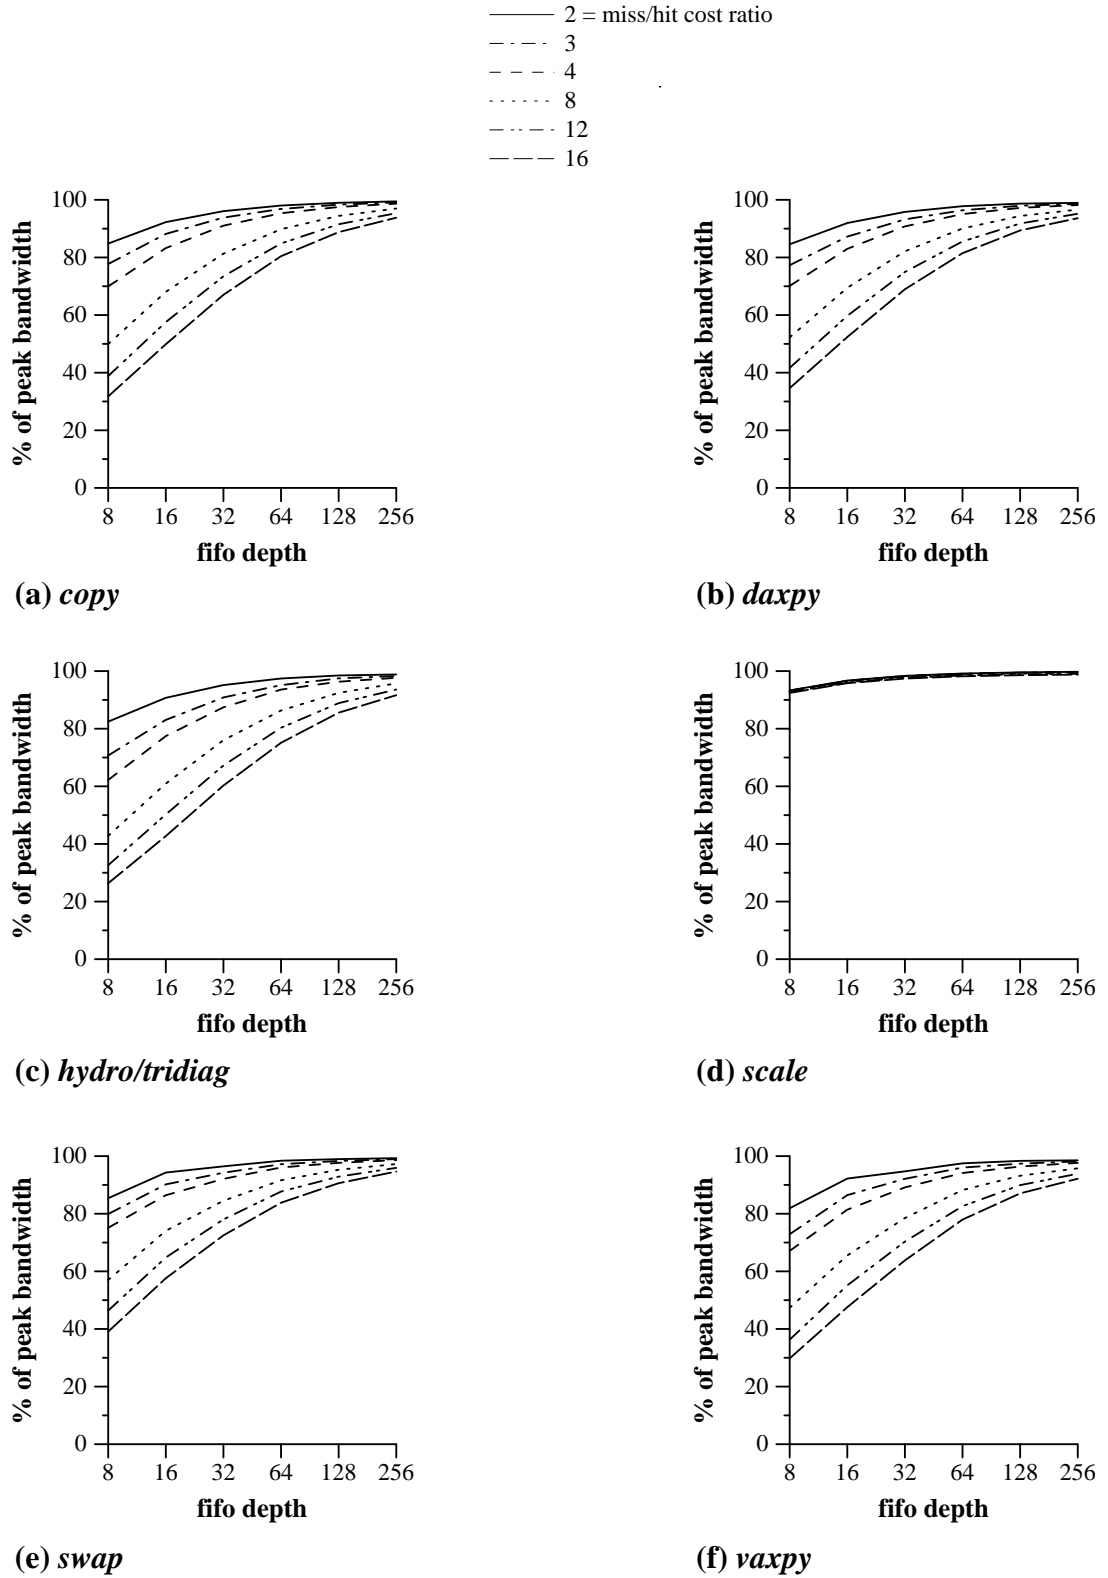 2 = miss/hit cost ratio
3
4
8
12
16
100 100
80 80
60 60
40 40
20 20
0 0
% of peak bandwidth % of peak bandwidth
8 16 32 64 128 256 8 16 32 64 128 256
fifo depth fifo depth
(a) copy (b) daxpy
100 100
80 80
60 60
40 40
20 20
0 0
% of peak bandwidth % of peak bandwidth
8 16 32 64 128 256 8 16 32 64 128 256
fifo depth fifo depth
(c) hydro/tridiag (d) scale
100 100
80 80
60 60
40 40
20 20
0 0
% of peak bandwidth % of peak bandwidth
8 16 32 64 128 256 8 16 32 64 128 256
fifo depth fifo depth
(e) swap (f) vaxpy